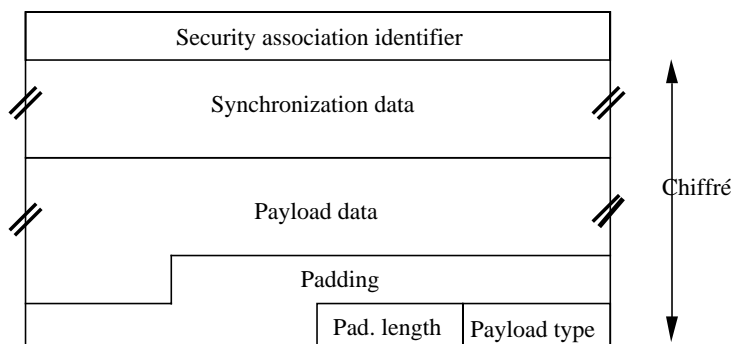 Security association identifier
Synchronization data
Chiffré
Payload data
Padding
Pad. length
Payload type